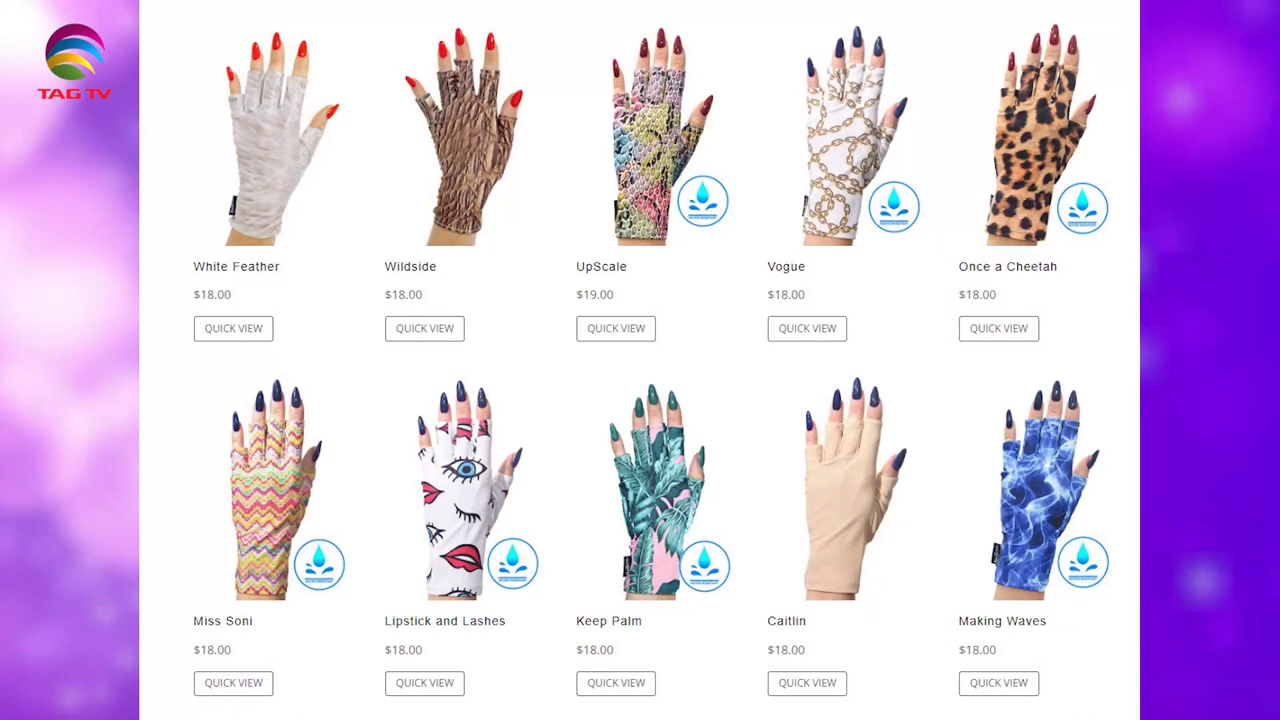 TAG TV
White Feather
Wildside
UpScale
Vogue
Once a Cheetah
$18.00
$18.00
$19.00
$18.00
$18.00
QUICK VIEW
QUICK VIEW
QUICK VIEW
QUICK VIEW
QUICK VIEW
Miss Soni
Lipstick and Lashes
Keep Palm
Caitlin
Making Waves
$18.00
$18.00
$18.00
$18.00
$18.00
QUICK VIEW
QUICK VIEW
QUICK VIEW
QUICK VIEW
QUICK VIEW